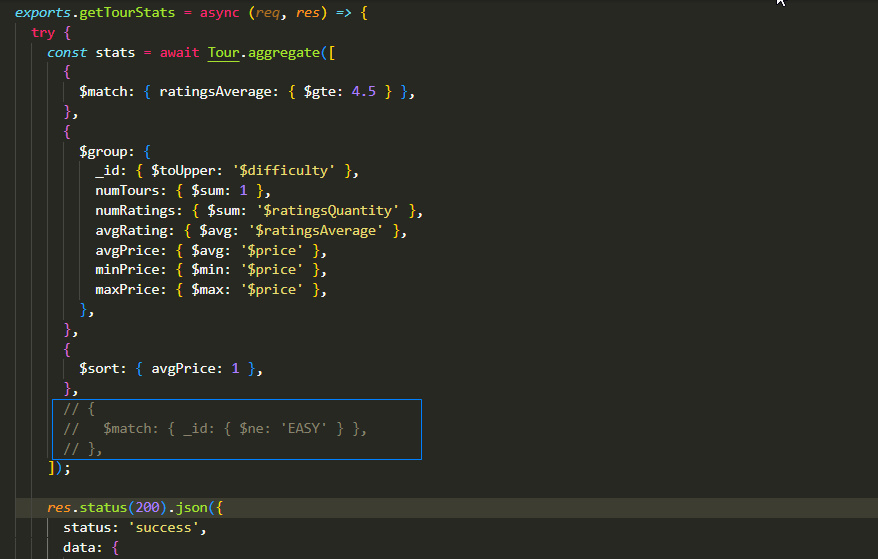 exports.getTourStats = async (req, res) => {
  try {
    const stats = await Tour.aggregate([
      {
        $match: { ratingsAverage: { $gte: 4.5 } },
      },
      {
        $group: {
          _id: { $toUpper: '$difficulty' },
          numTours: { $sum: 1 },
          numRatings: { $sum: '$ratingsQuantity' },
          avgRating: { $avg: '$ratingsAverage' },
          avgPrice: { $avg: '$price' },
          minPrice: { $min: '$price' },
          maxPrice: { $max: '$price' },
        },
      },
      {
        $sort: { avgPrice: 1 },
      },
      // {
      //   $match: { _id: { $ne: 'EASY' } },
      // },
    ]);

    res.status(200).json({
      status: 'success',
      data: {